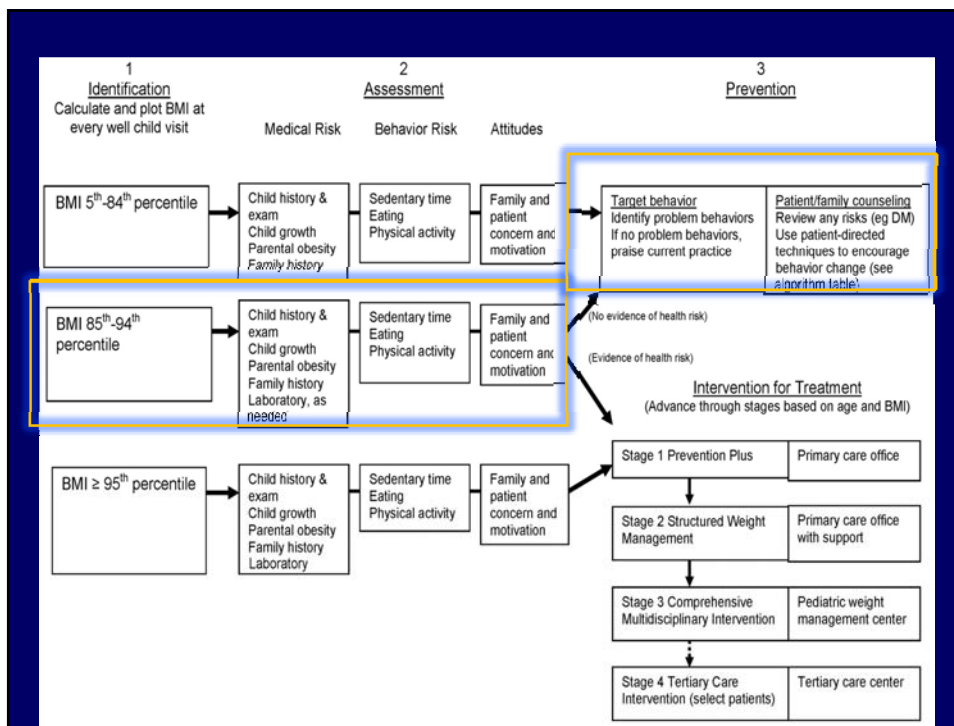 1
Identification
Calculate and plot BMI at
every well child visit
2
Assessment
Medical Risk
Behavior Risk
Attitudes
3
Prevention
BMI 5th-84th percentile
Child history &
exam
Child growth
Parental obesity
Family history
Sedentary time
Eating
Physical activity
Family and
patient
concern and
motivation
Target behavior
Identify problem behaviors
If no problem behaviors,
praise current practice
Patient/family counseling
Review any risks (eg DM)
Use patient-directed
techniques to encourage
behavior change (see
algorithm table)
BMI 85th-94th
percentile
Child history &
exam
Child growth
Parental obesity
Family history
Laboratory, as
needed
Sedentary time
Eating
Physical activity
Family and
patient
concern and
motivation
(No evidence of health risk)
(Evidence of health risk)
Intervention for Treatment
(Advance through stages based on age and BMI)
BMI ≥ 95th percentile
Child history &
exam
Child growth
Parental obesity
Family history
Laboratory
Sedentary time
Eating
Physical activity
Family and
patient
concern and
motivation
Stage 1 Prevention Plus
Primary care office
Stage 2 Structured Weight
Management
Primary care office
with support
Stage 3 Comprehensive
Multidisciplinary Intervention
Pediatric weight
management center
Stage 4 Tertiary Care
Intervention (select patients)
Tertiary care center